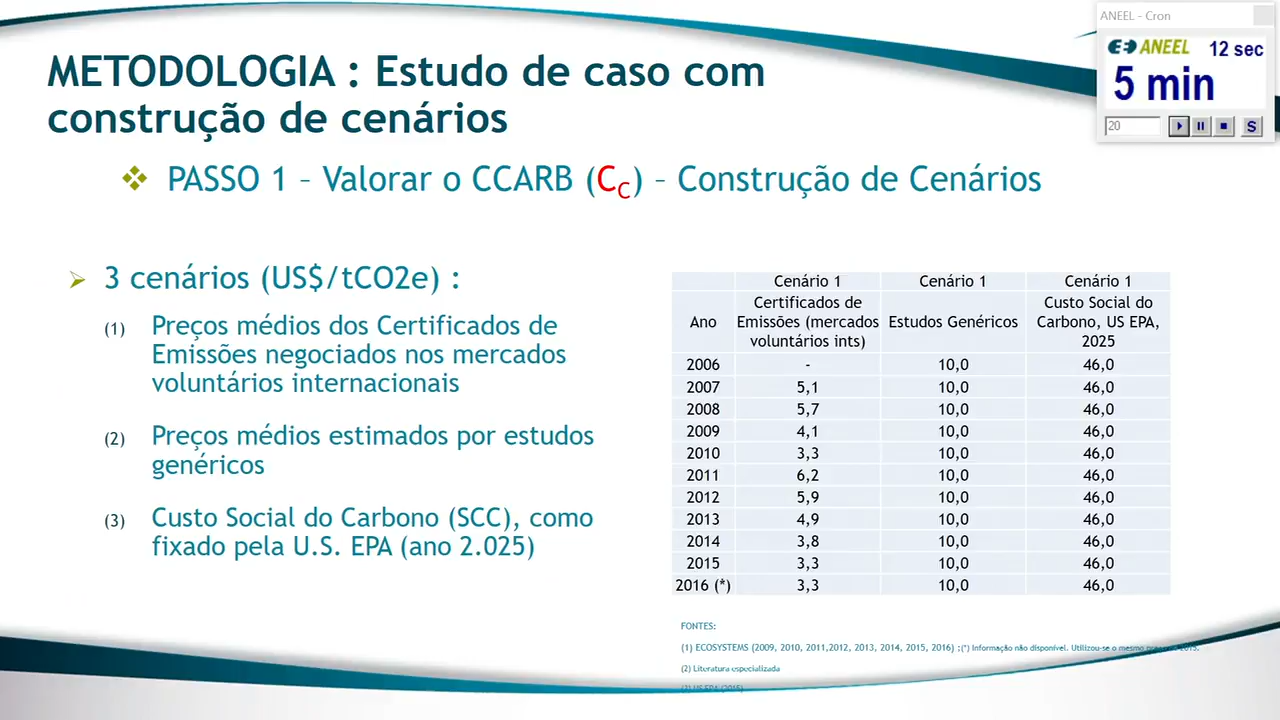 ANEEL - Cron
ANEEL 12 sec
5 min
20
S
METODOLOGIA : Estudo de caso com
construção de cenários
PASSO 1 – Valorar o CCARB (CC) – Construção de Cenários
3 cenários (US$/tCO2e) :
(1) Preços médios dos Certificados de
Emissões negociados nos mercados
voluntários internacionais
(2) Preços médios estimados por estudos
genéricos
(3) Custo Social do Carbono (SCC), como
fixado pela U.S. EPA (ano 2.025)
Cenário 1 Cenário 1 Cenário 1
Ano Certificados de Emissões (mercados voluntários ints) Estudos Genéricos Custo Social do Carbono, US EPA, 2025
2006 - 10,0 46,0
2007 5,1 10,0 46,0
2008 5,7 10,0 46,0
2009 4,1 10,0 46,0
2010 3,3 10,0 46,0
2011 6,2 10,0 46,0
2012 5,9 10,0 46,0
2013 4,9 10,0 46,0
2014 3,8 10,0 46,0
2015 3,3 10,0 46,0
2016 (*) 3,3 10,0 46,0
FONTES:
(1) ECOSYSTEMS (2009, 2010, 2011,2012, 2013, 2014, 2015, 2016) ;(*) Informação não disponível. Utilizou-se o mesmo 2015.
(2) Literatura especializada
(3) US EPA (2015)